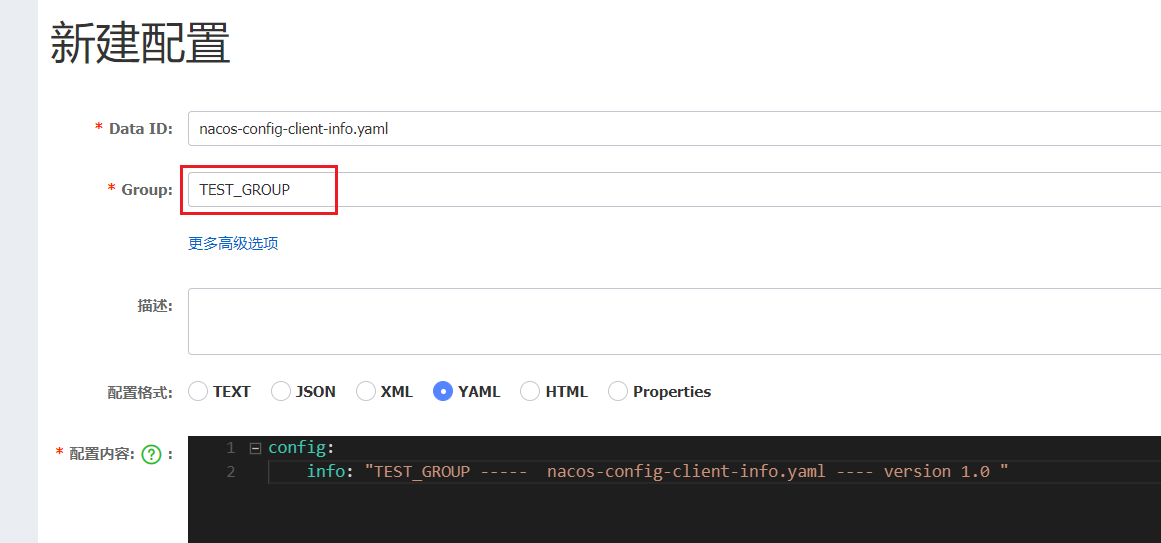 新建配置
* Data ID: nacos-config-client-info.yaml
* Group: TEST_GROUP
更多高级选项
描述:
配置格式: TEXT JSON XML YAML HTML Properties
* 配置内容: ? : 1 config:
2 info: "TEST_GROUP -----  nacos-config-client-info.yaml ---- version 1.0 "